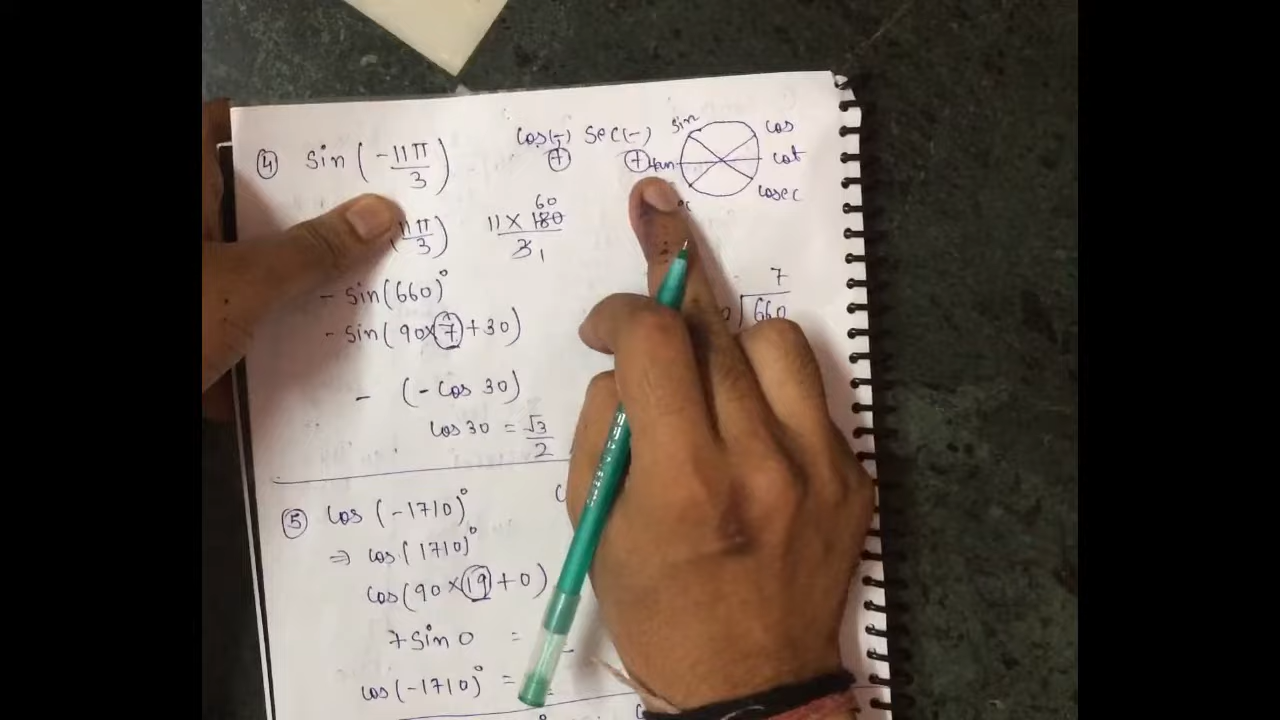 ④ sin(-11π/3)
cos(-) sec(-)
+ +
sin cos
tan cot
cosec
(11π/3) 11 × 180/3 60 1
- sin(660)° 7
- sin(90×7+30) 660
- (-cos 30)
cos 30 = √3/2
⑤ cos(-1710)°
⇒ cos(1710)°
cos(90×19+0)
+sin 0 =
cos(-1710)° =